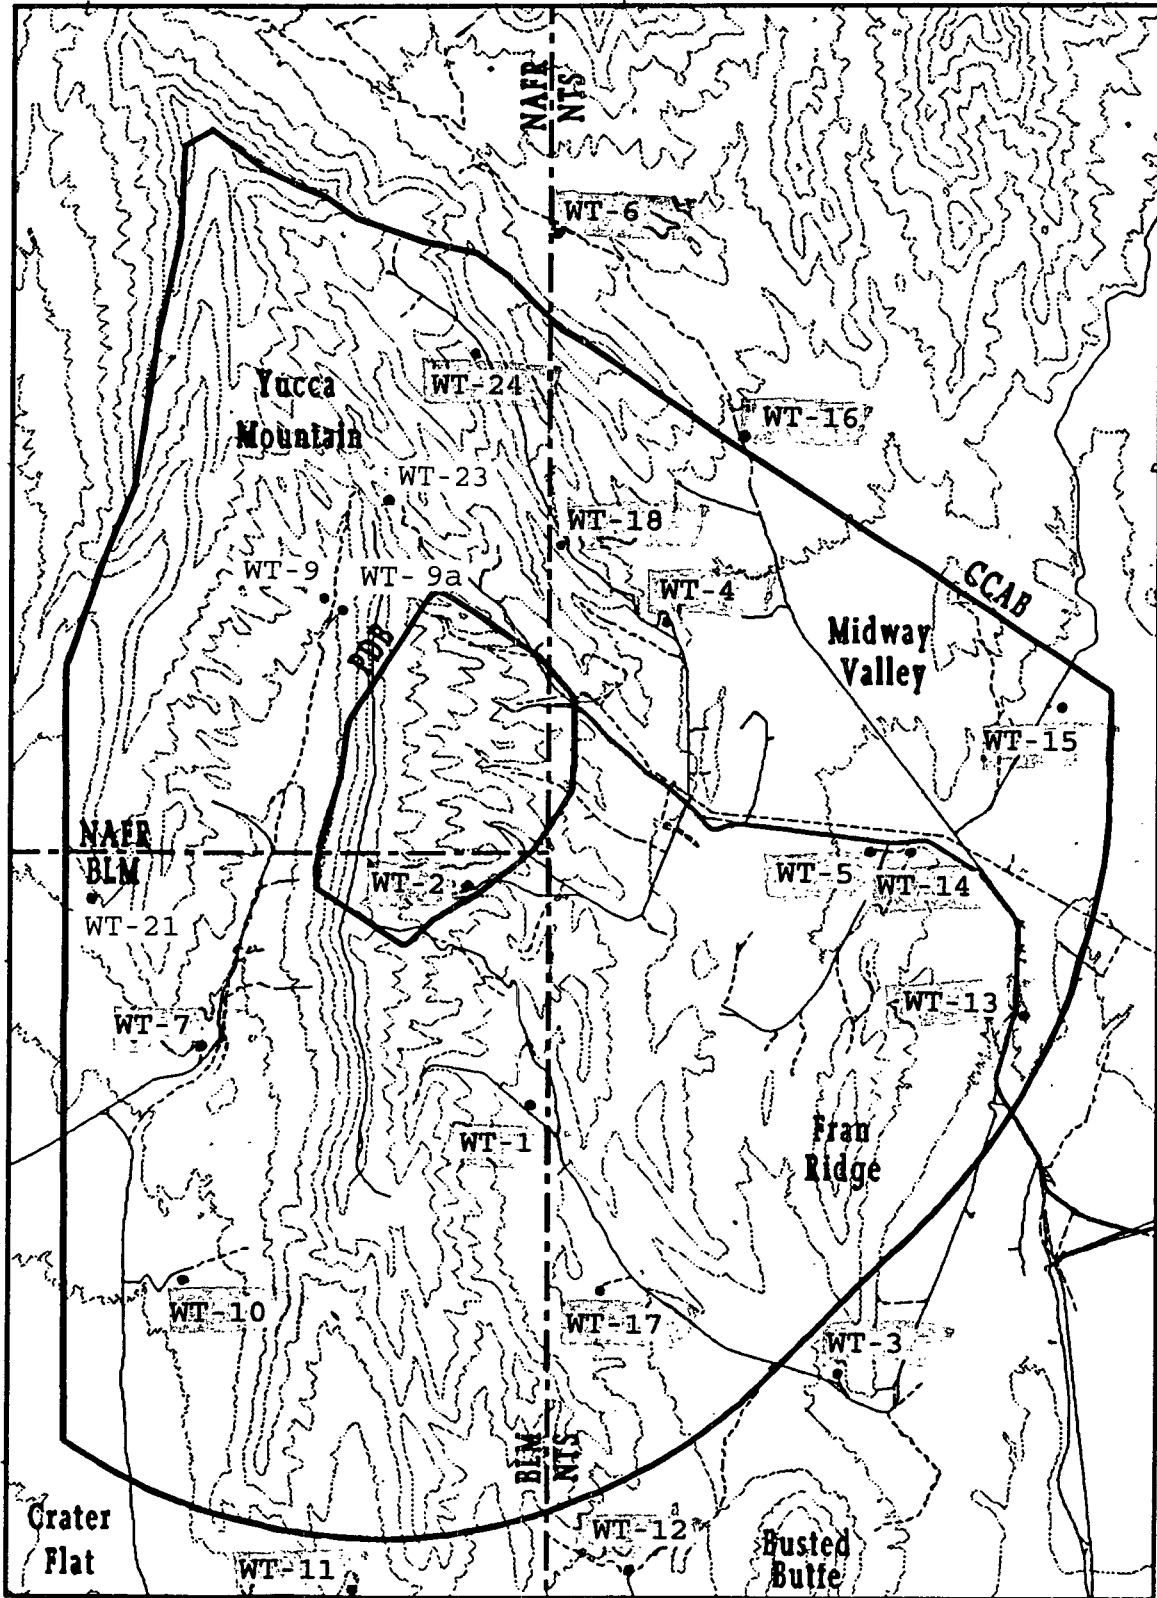 NAFR
NTS
WT-6
Yucca
Mountain
WT-24
WT-16
WT-23
WT-18
WT-9
WT-9a
WT-4
CCAB
PDB
Midway
Valley
WT-15
NAFR
BLM
WT-2
WT-5
WT-14
WT-21
WT-7
WT-13
WT-1
Fran
Ridge
WT-10
WT-17
WT-3
BLM
NTS
Crater
Flat
WT-11
WT-12
Busted
Butte